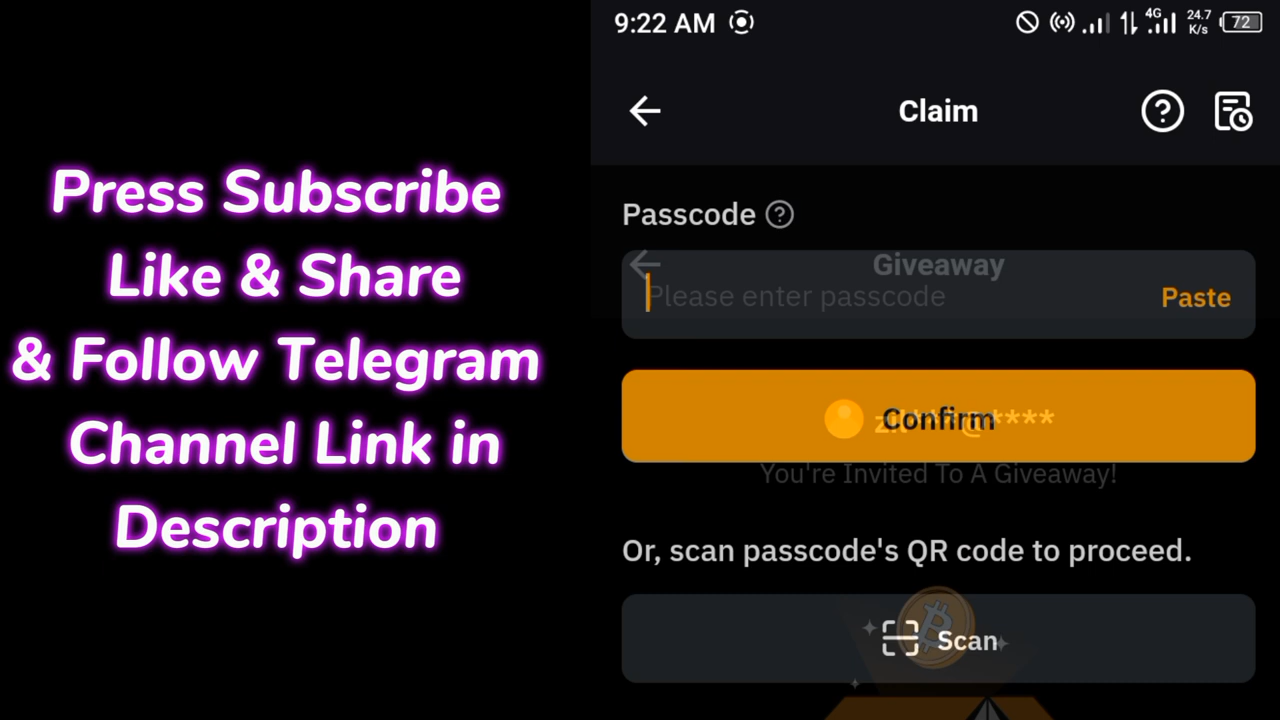 Press Subscribe
Like & Share
& Follow Telegram
Channel Link in
Description
9:22 AM
4G
24.7
K/s
72
Claim
Passcode
Giveaway
Please enter passcode
Paste
Confirm
You're Invited To A Giveaway!
Or, scan passcode's QR code to proceed.
Scan